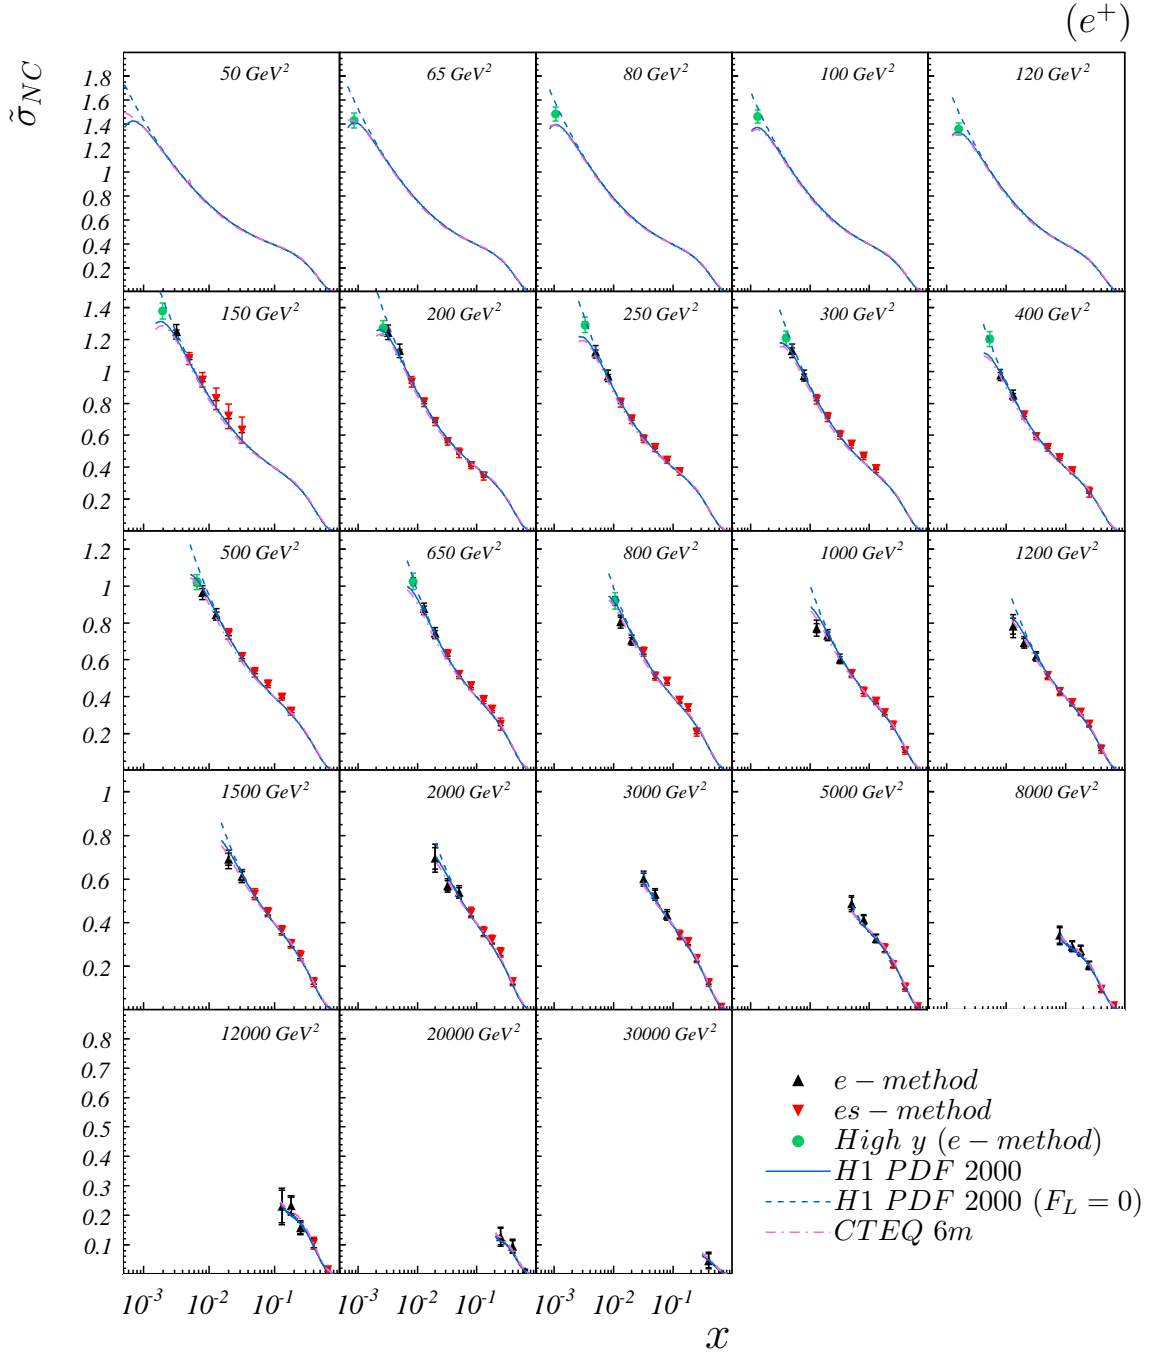 (e⁺)
σ̃_NC
50 GeV² 65 GeV² 80 GeV² 100 GeV² 120 GeV²
1.8
1.6
1.4
1.2
1
0.8
0.6
0.4
0.2
150 GeV² 200 GeV² 250 GeV² 300 GeV² 400 GeV²
1.4
1.2
1
0.8
0.6
0.4
0.2
500 GeV² 650 GeV² 800 GeV² 1000 GeV² 1200 GeV²
1.2
1
0.8
0.6
0.4
0.2
1500 GeV² 2000 GeV² 3000 GeV² 5000 GeV² 8000 GeV²
1
0.8
0.6
0.4
0.2
12000 GeV² 20000 GeV² 30000 GeV²
0.8
0.7
0.6
0.5
0.4
0.3
0.2
0.1
e − method
es − method
High y (e − method)
H1 PDF 2000
H1 PDF 2000 (F_L = 0)
CTEQ 6m
10⁻³ 10⁻² 10⁻¹ 10⁻³ 10⁻² 10⁻¹ 10⁻³ 10⁻² 10⁻¹
x